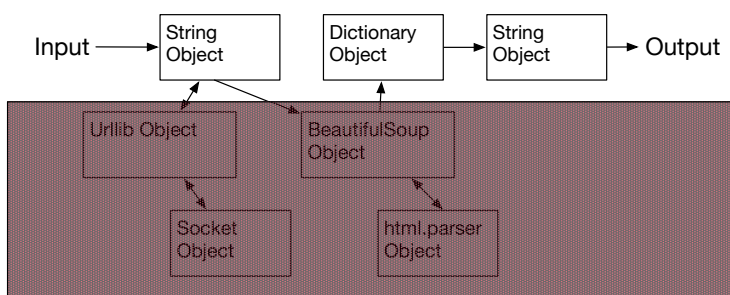 Input
String
Object
Dictionary
Object
String
Object
Output
Urllib Object
BeautifulSoup
Object
Socket
Object
html.parser
Object